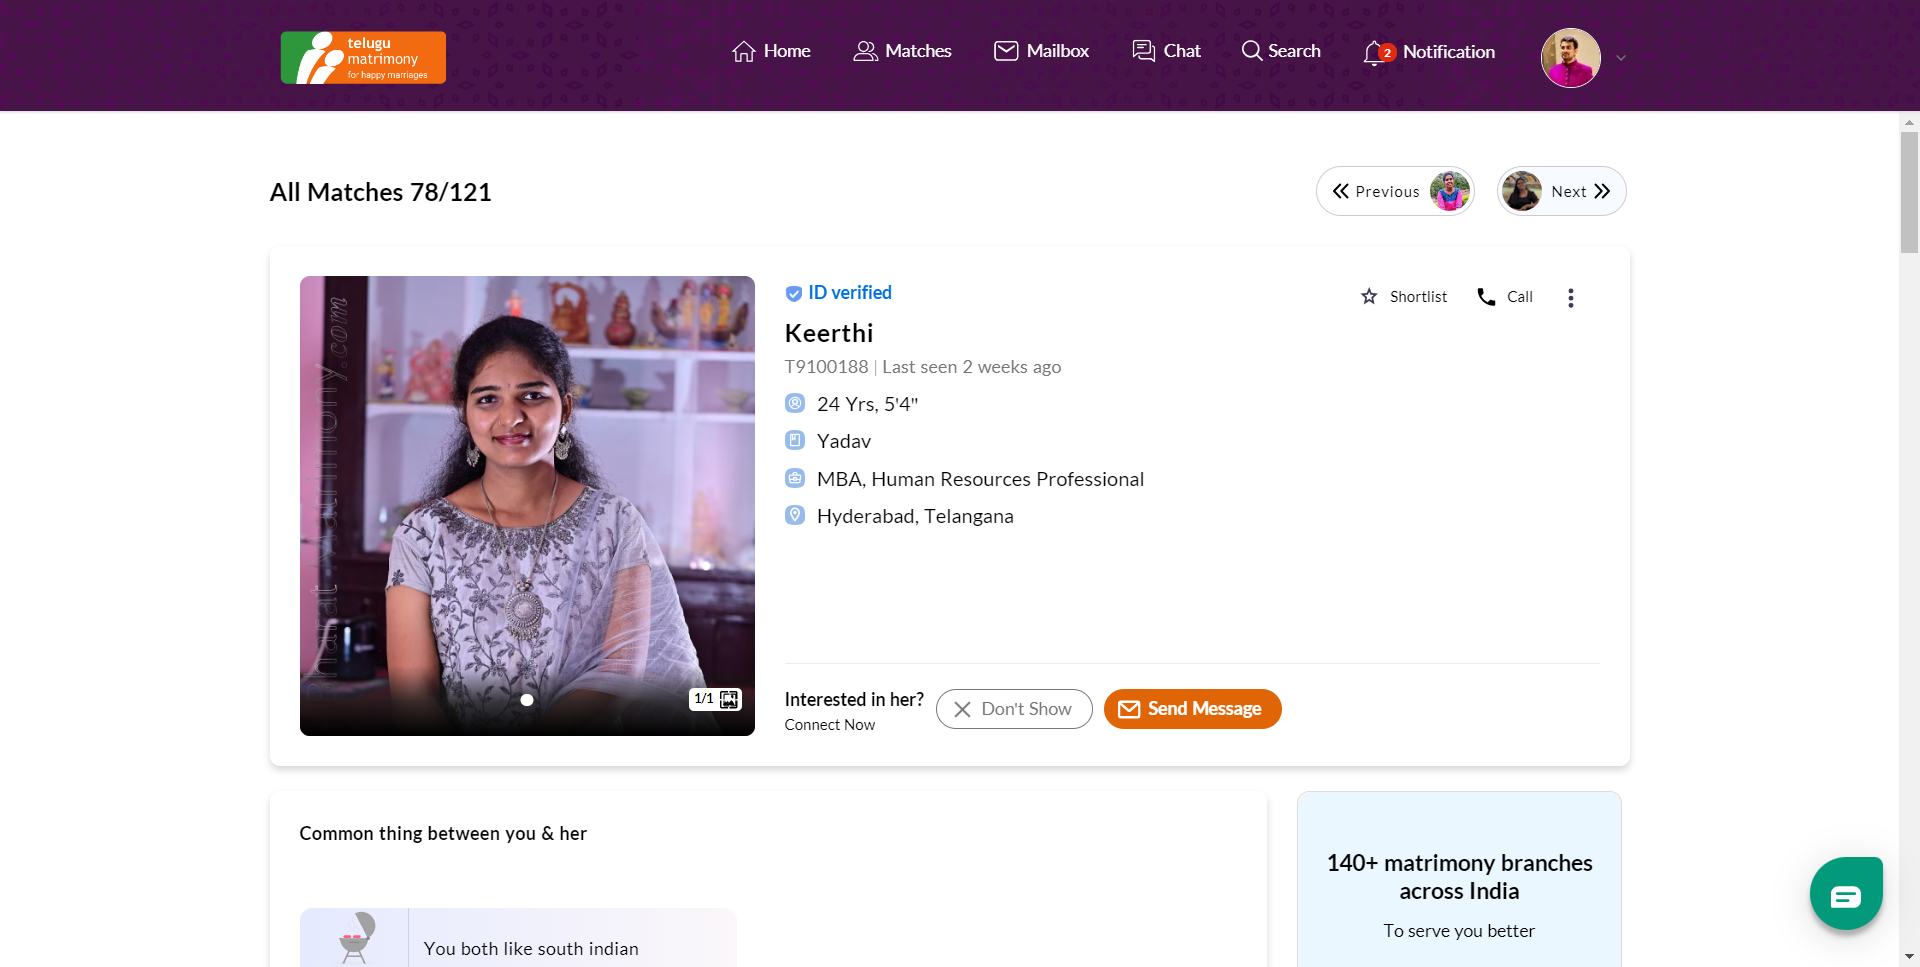 telugu
matrimony
for happy marriages
Home
Matches
Mailbox
Chat
Search
2
Notification
All Matches 78/121
Previous
Next
Bharat Matrimony.com
ID verified
Shortlist
Call
Keerthi
T9100188 | Last seen 2 weeks ago
24 Yrs, 5'4"
Yadav
MBA, Human Resources Professional
Hyderabad, Telangana
1/1
Interested in her?
Connect Now
Don't Show
Send Message
Common thing between you & her
You both like south indian
140+ matrimony branches
across India
To serve you better